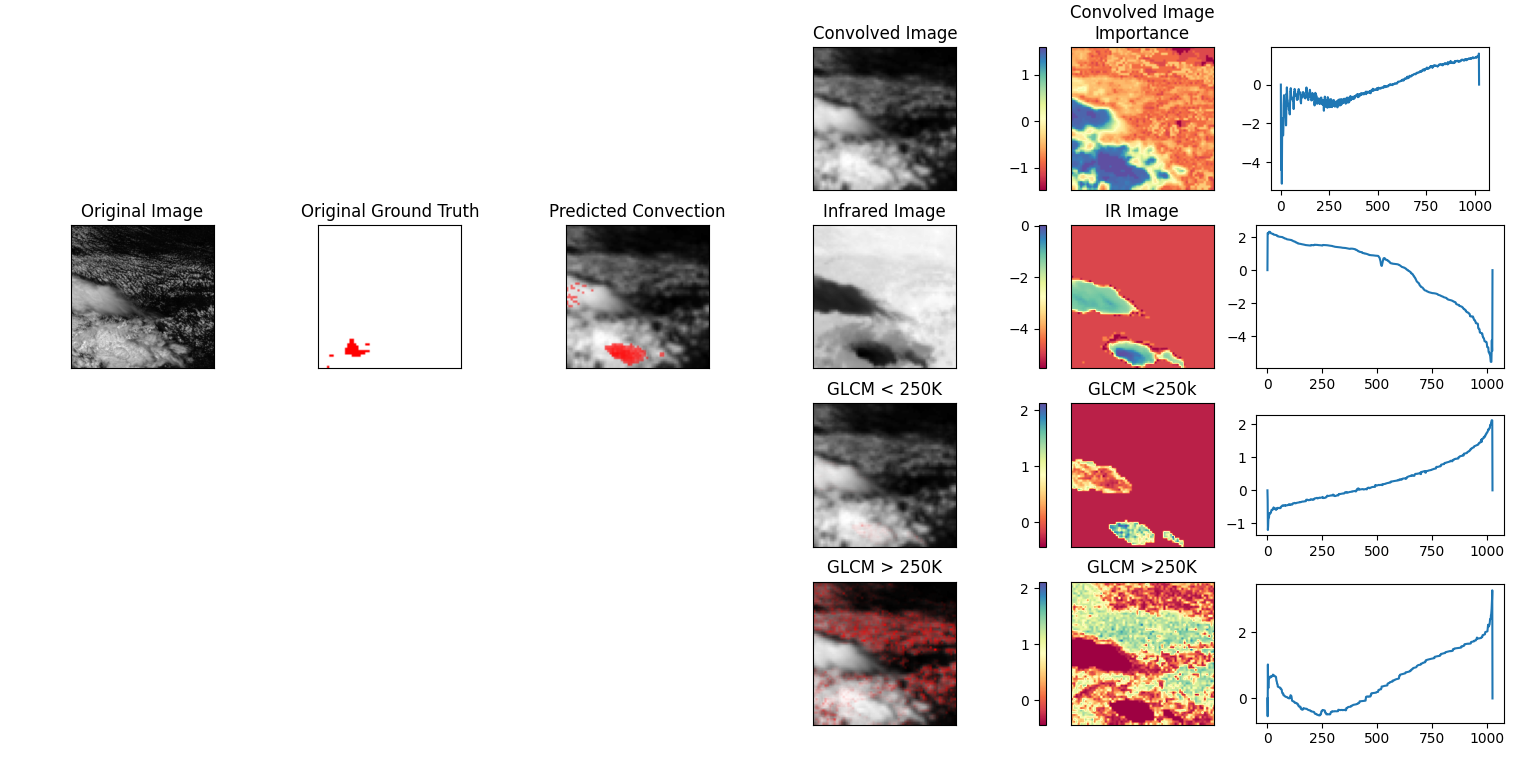 Convolved Image
Convolved Image
Importance
1
0
−1
0
−2
−4
0 250 500 750 1000
Original Image
Original Ground Truth
Predicted Convection
Infrared Image
IR Image
0
−2
−4
2
0
−2
−4
0 250 500 750 1000
GLCM < 250K
GLCM <250k
2
1
0
2
1
0
−1
0 250 500 750 1000
GLCM > 250K
GLCM >250K
2
1
0
2
0
0 250 500 750 1000